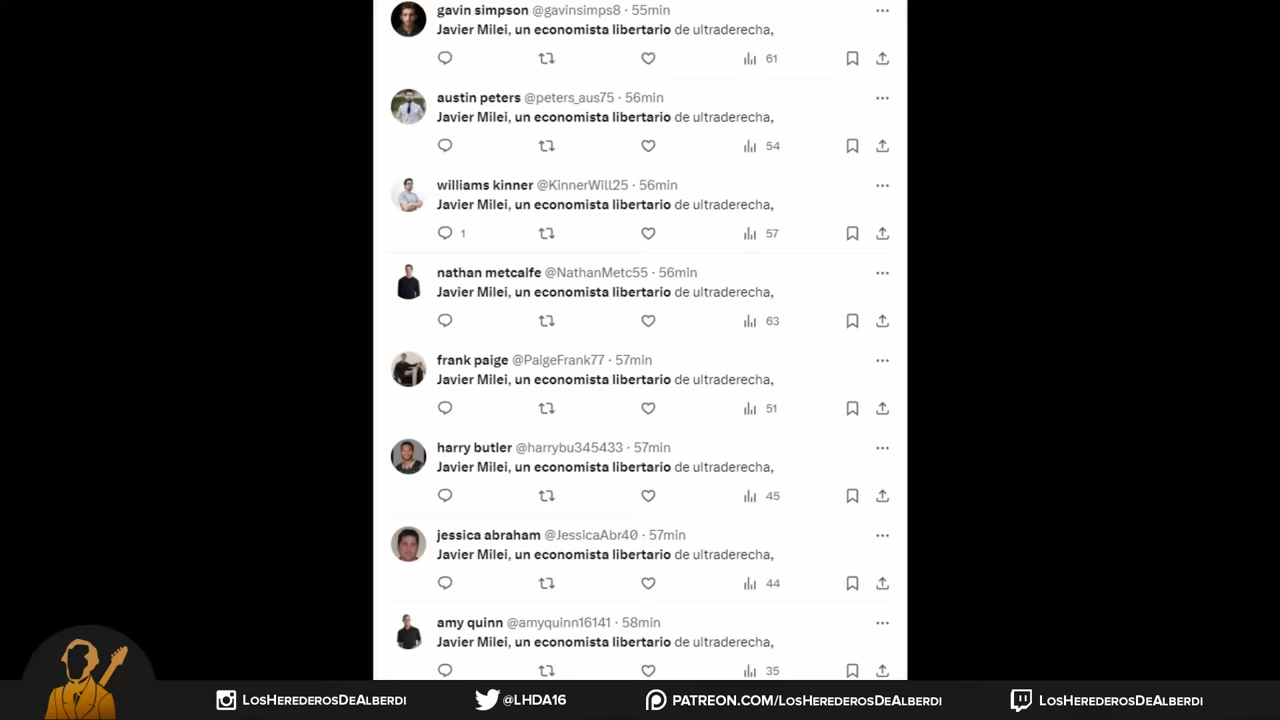 gavin simpson @gavinsimps8 · 55min
Javier Milei, un economista libertario de ultraderecha,
61
austin peters @peters_aus75 · 56min
Javier Milei, un economista libertario de ultraderecha,
54
williams kinner @KinnerWill25 · 56min
Javier Milei, un economista libertario de ultraderecha,
1 57
nathan metcalfe @NathanMetc55 · 56min
Javier Milei, un economista libertario de ultraderecha,
63
frank paige @PaigeFrank77 · 57min
Javier Milei, un economista libertario de ultraderecha,
51
harry butler @harrybu345433 · 57min
Javier Milei, un economista libertario de ultraderecha,
45
jessica abraham @JessicaAbr40 · 57min
Javier Milei, un economista libertario de ultraderecha,
44
amy quinn @amyquinn16141 · 58min
Javier Milei, un economista libertario de ultraderecha,
35
LosHerederosDeAlberdi @LHDA16 PATREON.COM/LosHerederosDeAlberdi LosHerederosDeAlberdi